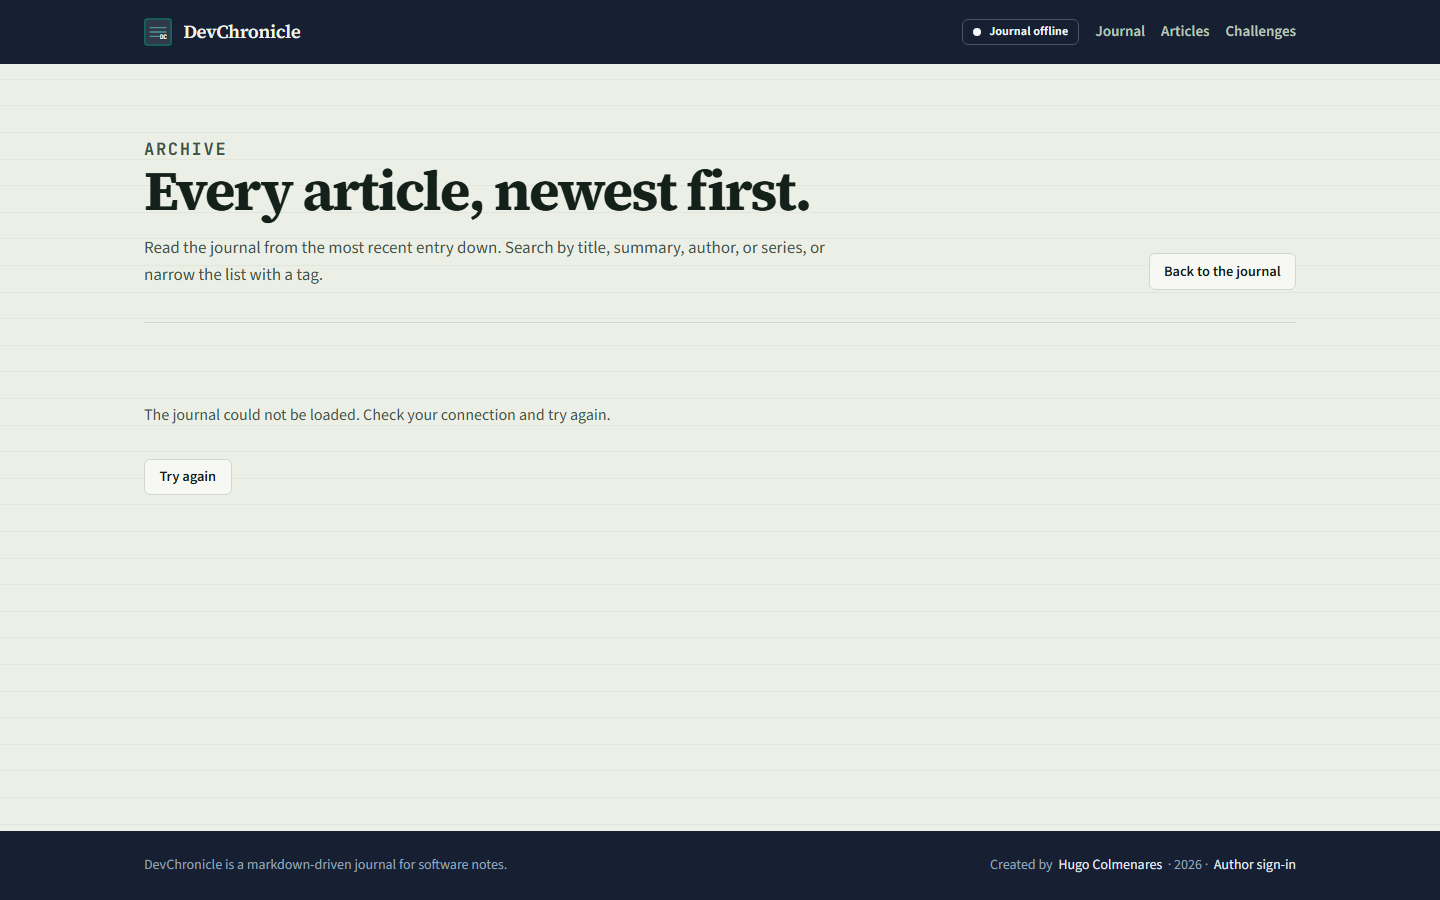 DC
DevChronicle
Journal offline
Journal
Articles
Challenges
ARCHIVE
Every article, newest first.
Read the journal from the most recent entry down. Search by title, summary, author, or series, or
narrow the list with a tag.
Back to the journal
The journal could not be loaded. Check your connection and try again.
Try again
DevChronicle is a markdown-driven journal for software notes.
Created by Hugo Colmenares · 2026 · Author sign-in